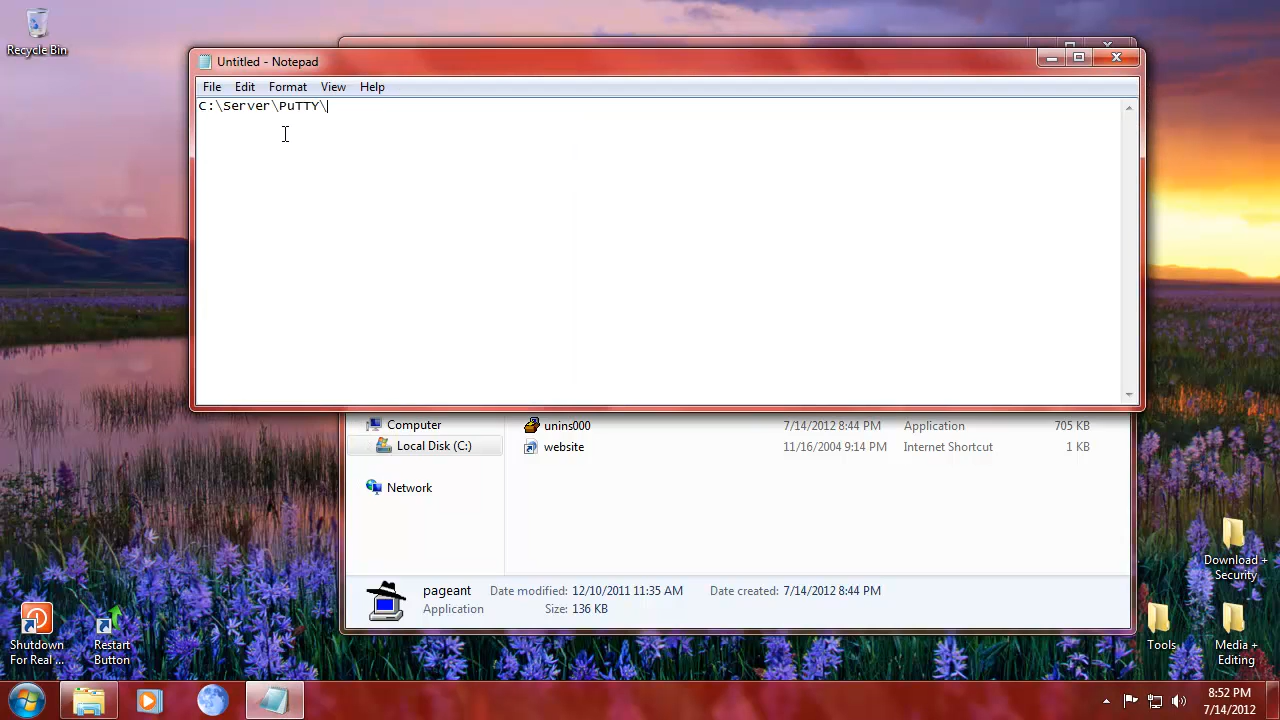 Recycle Bin
Untitled - Notepad
File Edit Format View Help
C:\Server\PuTTY\
Computer
Local Disk (C:)
Network
unins000 7/14/2012 8:44 PM Application 705 KB
website 11/16/2004 9:14 PM Internet Shortcut 1 KB
pageant Date modified: 12/10/2011 11:35 AM Date created: 7/14/2012 8:44 PM
Application Size: 136 KB
Download +
Security
Shutdown
For Real ...
Restart
Button
Tools
Media +
Editing
8:52 PM
7/14/2012